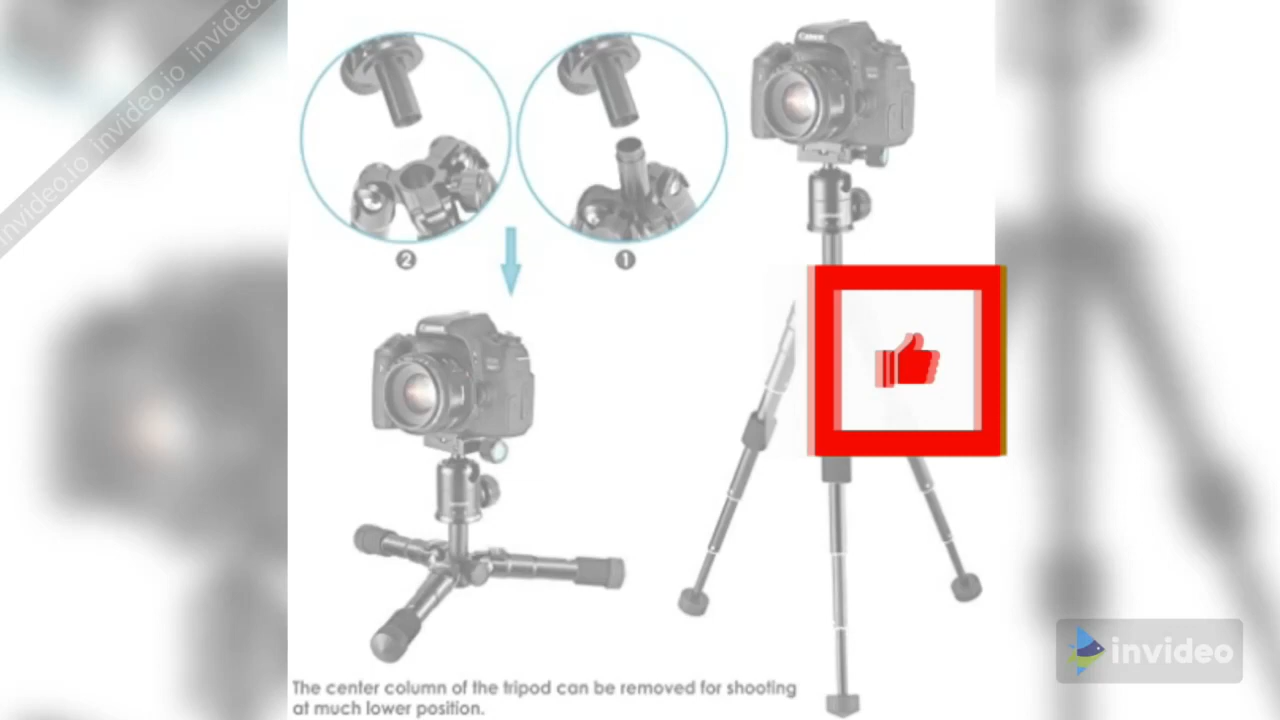 invideo.io invideo.io invideo
Canon
2
1
The center column of the tripod can be removed for shooting
at much lower position.
invideo